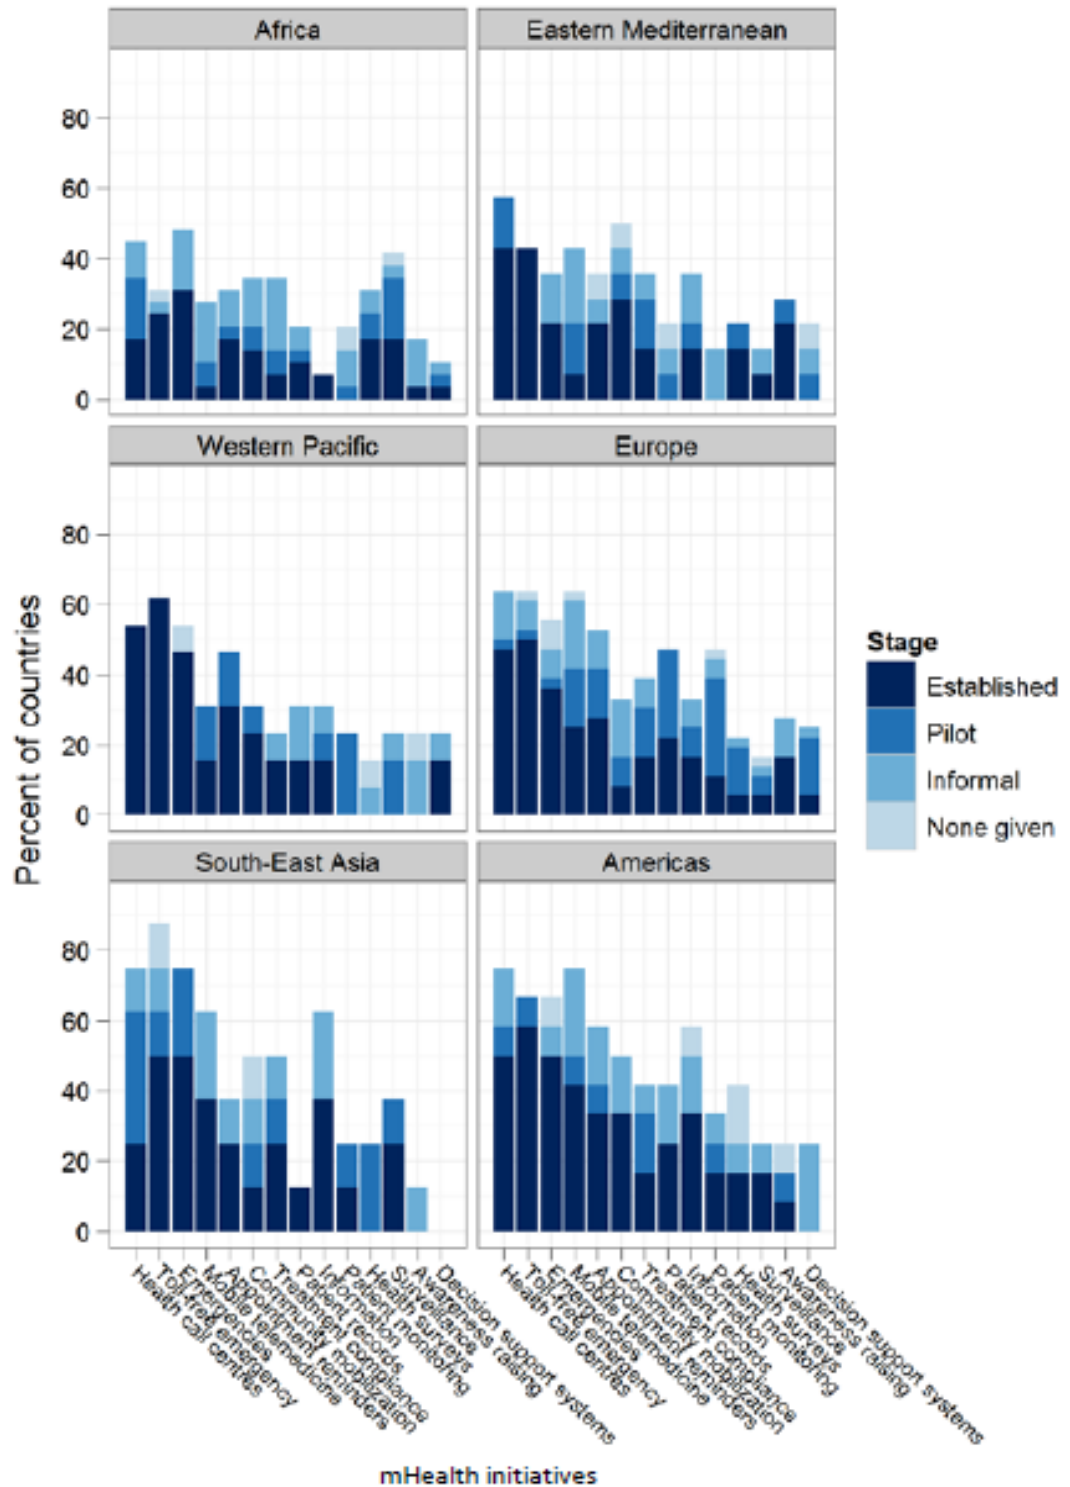 Africa
Eastern Mediterranean
80
60
40
20
0
Western Pacific
Europe
80
60
40
20
0
South-East Asia
Americas
80
60
40
20
0
Percent of countries
Stage
Established
Pilot
Informal
None given
Health call centres
Toll-free emergency
Emergencies
Mobile telemedicine
Appointment reminders
Community mobilization
Treatment compliance
Patient records
Information
Patient monitoring
Health surveys
Surveillance
Awareness raising
Decision support systems
Health call centres
Toll-free emergency
Emergencies
Mobile telemedicine
Appointment reminders
Community mobilization
Treatment compliance
Patient records
Information
Patient monitoring
Health surveys
Surveillance
Awareness raising
Decision support systems
mHealth initiatives